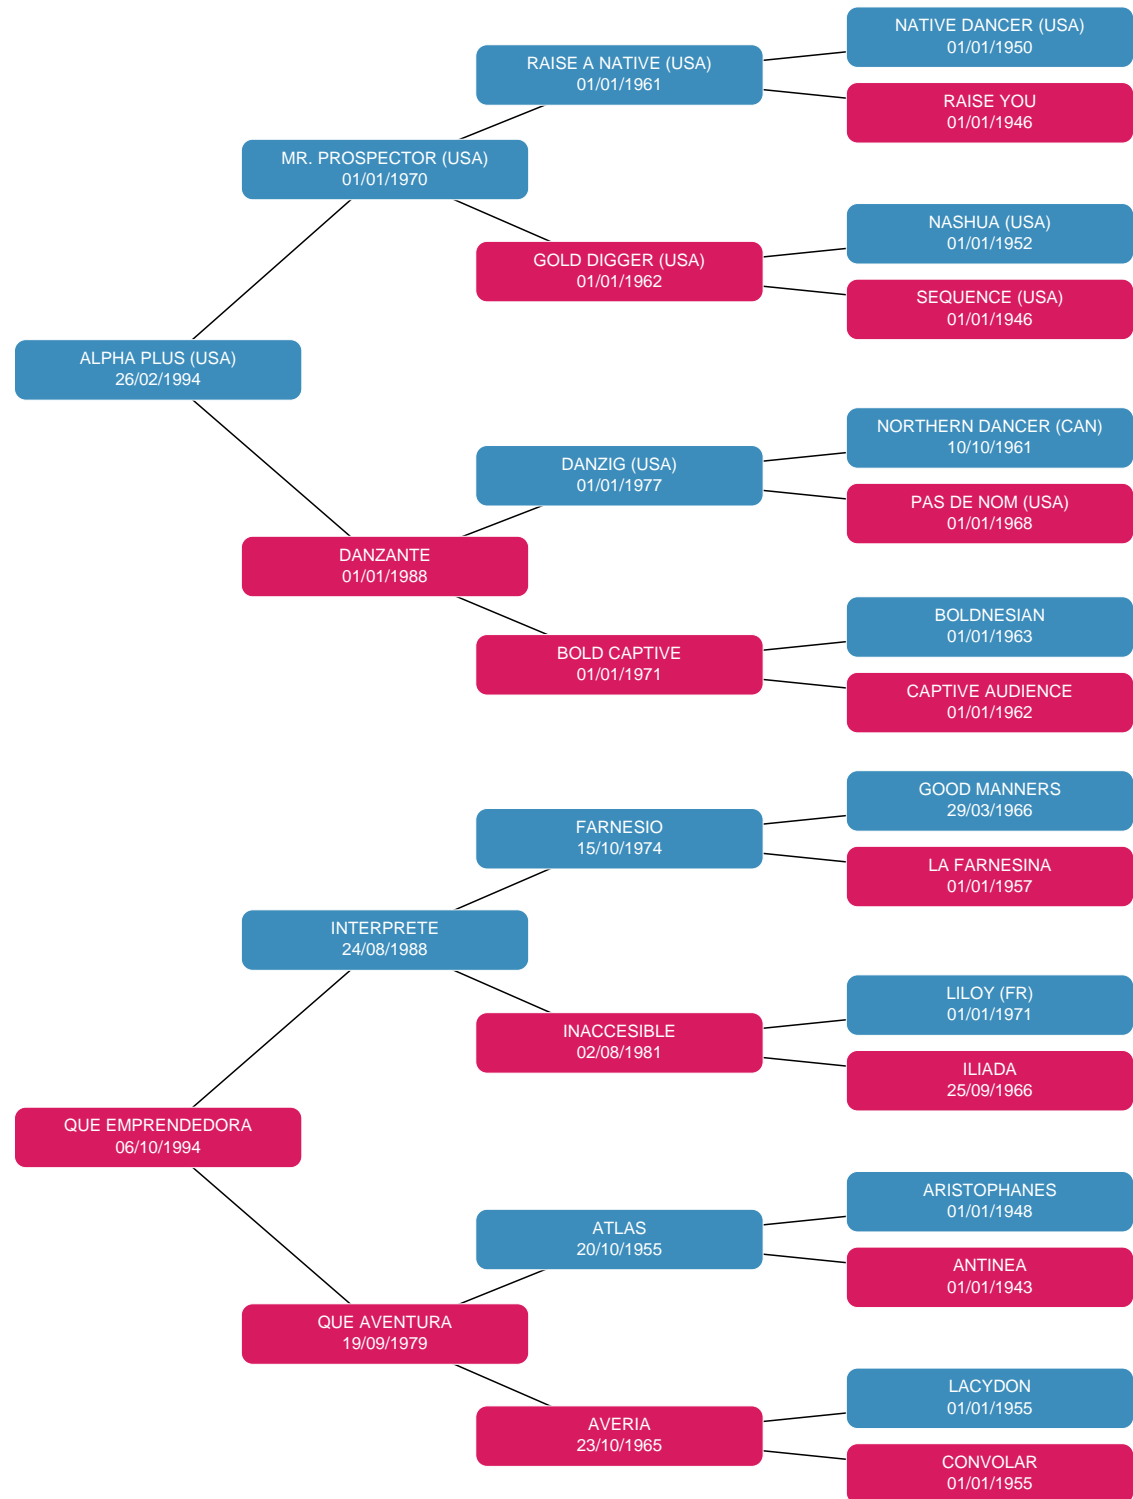 NATIVE DANCER (USA)
01/01/1950
RAISE A NATIVE (USA)
01/01/1961
RAISE YOU
01/01/1946
MR. PROSPECTOR (USA)
01/01/1970
NASHUA (USA)
01/01/1952
GOLD DIGGER (USA)
01/01/1962
SEQUENCE (USA)
01/01/1946
ALPHA PLUS (USA)
26/02/1994
NORTHERN DANCER (CAN)
10/10/1961
DANZIG (USA)
01/01/1977
PAS DE NOM (USA)
01/01/1968
DANZANTE
01/01/1988
BOLDNESIAN
01/01/1963
BOLD CAPTIVE
01/01/1971
CAPTIVE AUDIENCE
01/01/1962
GOOD MANNERS
29/03/1966
FARNESIO
15/10/1974
LA FARNESINA
01/01/1957
INTERPRETE
24/08/1988
LILOY (FR)
01/01/1971
INACCESIBLE
02/08/1981
ILIADA
25/09/1966
QUE EMPRENDEDORA
06/10/1994
ARISTOPHANES
01/01/1948
ATLAS
20/10/1955
ANTINEA
01/01/1943
QUE AVENTURA
19/09/1979
LACYDON
01/01/1955
AVERIA
23/10/1965
CONVOLAR
01/01/1955